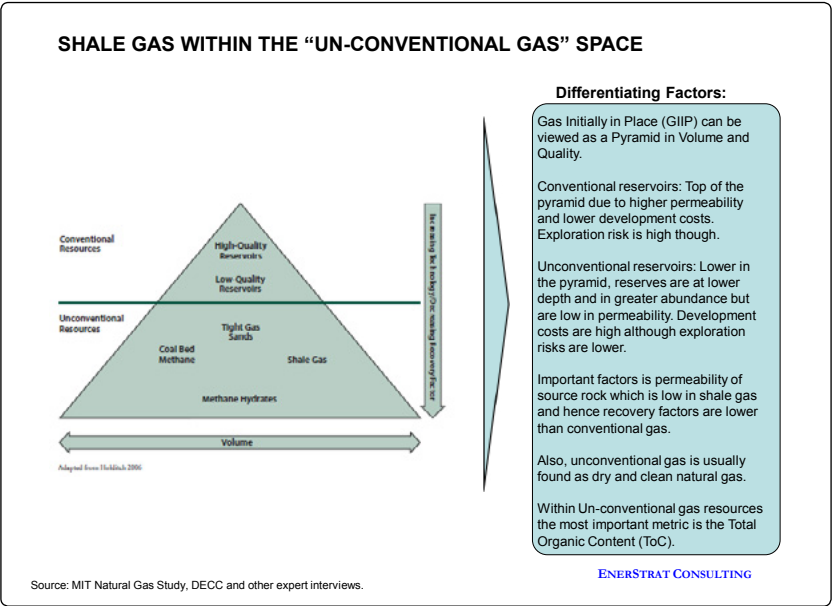 SHALE GAS WITHIN THE “UN-CONVENTIONAL GAS” SPACE
Conventional
Resources
High-Quality
Reservoirs
Low-Quality
Reservoirs
Unconventional
Resources
Tight Gas
Sands
Coal Bed
Methane
Shale Gas
Methane Hydrates
Increasing Technology/Decreasing Recovery Factor
Volume
Adapted from Holditch 2006
Differentiating Factors:
Gas Initially in Place (GIIP) can be
viewed as a Pyramid in Volume and
Quality.
Conventional reservoirs: Top of the
pyramid due to higher permeability
and lower development costs.
Exploration risk is high though.
Unconventional reservoirs: Lower in
the pyramid, reserves are at lower
depth and in greater abundance but
are low in permeability. Development
costs are high although exploration
risks are lower.
Important factors is permeability of
source rock which is low in shale gas
and hence recovery factors are lower
than conventional gas.
Also, unconventional gas is usually
found as dry and clean natural gas.
Within Un-conventional gas resources
the most important metric is the Total
Organic Content (ToC).
ENERSTRAT CONSULTING
Source: MIT Natural Gas Study, DECC and other expert interviews.